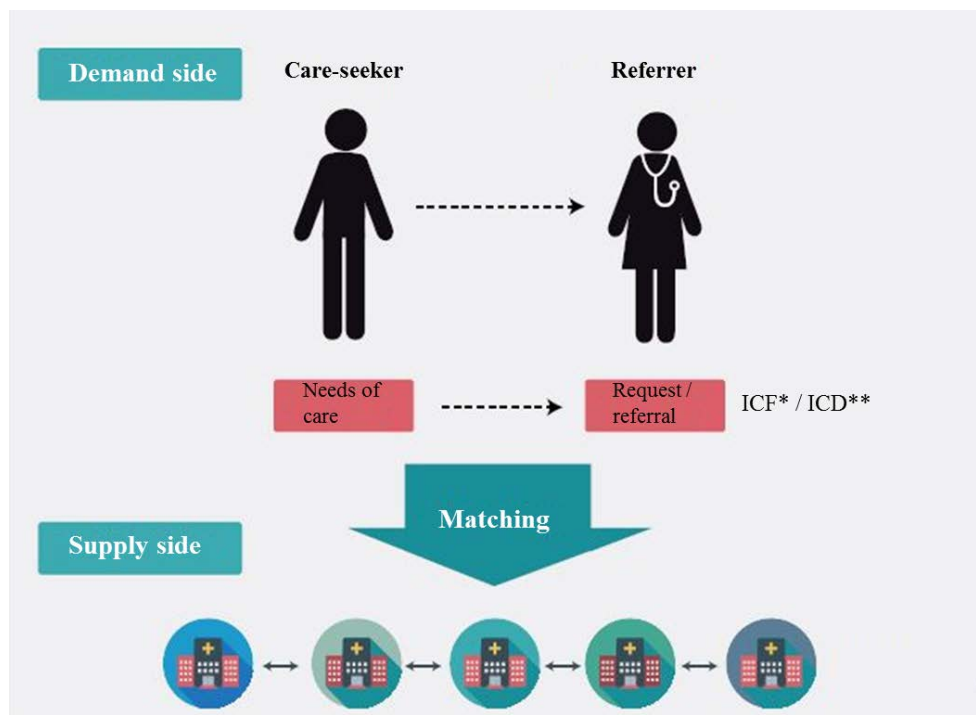 Demand side
Care-seeker
Referrer
Needs of
care
Request /
referral
ICF* / ICD**
Matching
Supply side